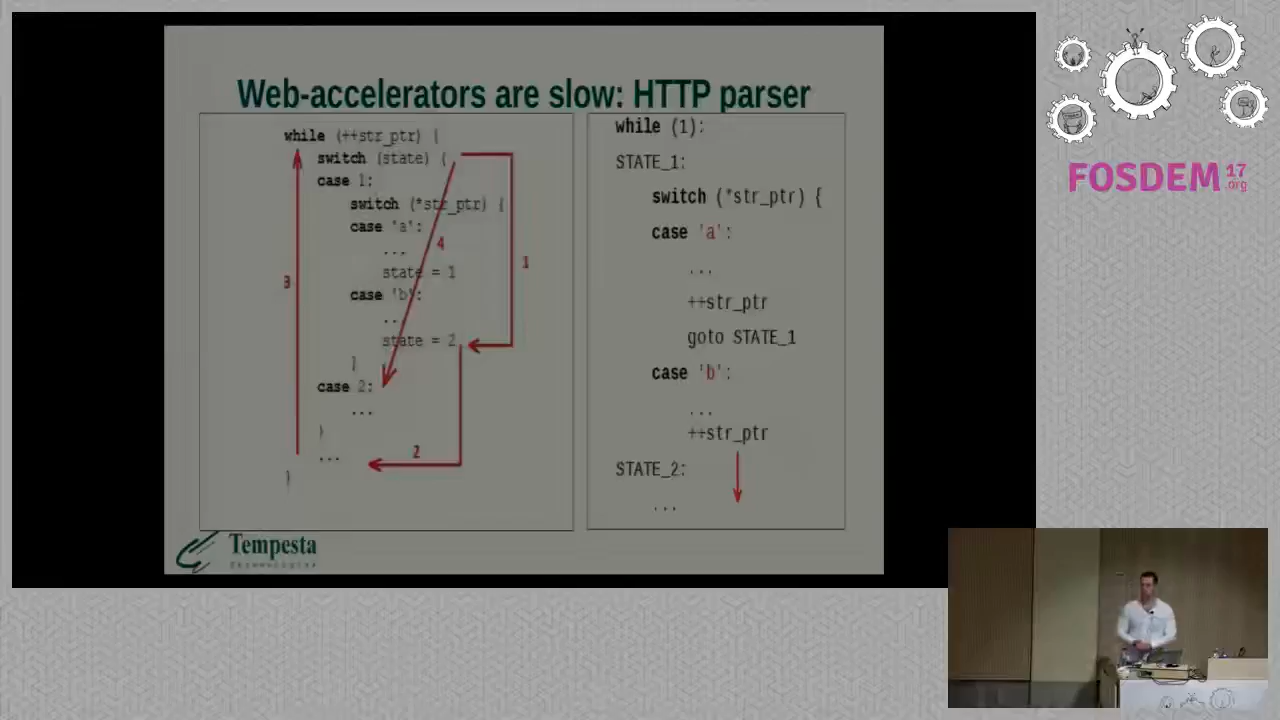 Web-accelerators are slow: HTTP parser
while (++str_ptr) {
switch (state) {
case 1:
switch (*str_ptr) {
case 'a':
...
state = 1
case 'b':
...
state = 2
}
case 2:
...
}
...
}
1
2
3
4
while (1):
STATE_1:
switch (*str_ptr) {
case 'a':
...
++str_ptr
goto STATE_1
case 'b':
...
++str_ptr
STATE_2:
...
Tempesta
TECHNOLOGIES
FOSDEM 17
.org